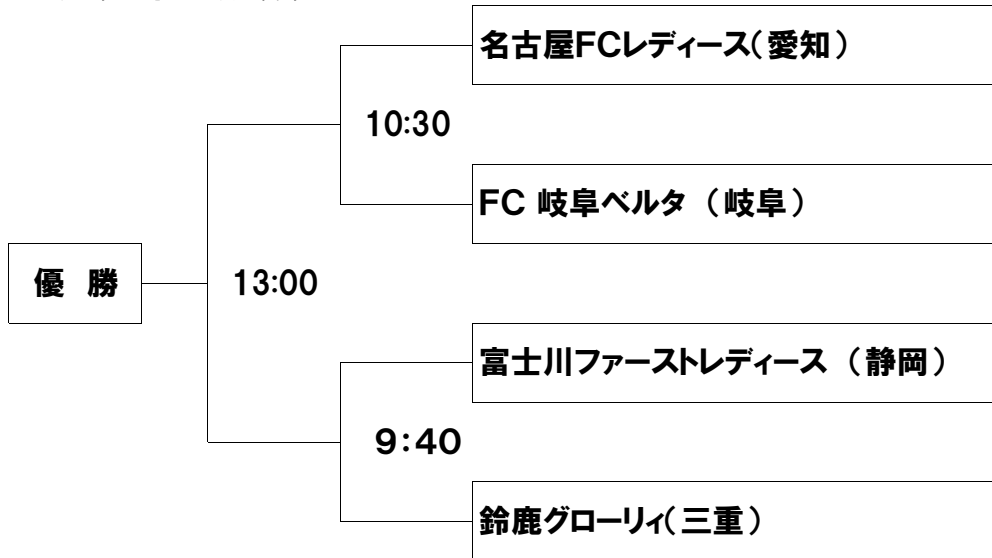 名古屋FCレディース(愛知)
10:30
FC 岐阜ベルタ (岐阜)
優 勝
13:00
富士川ファーストレディース (静岡)
9:40
鈴鹿グローリィ(三重)